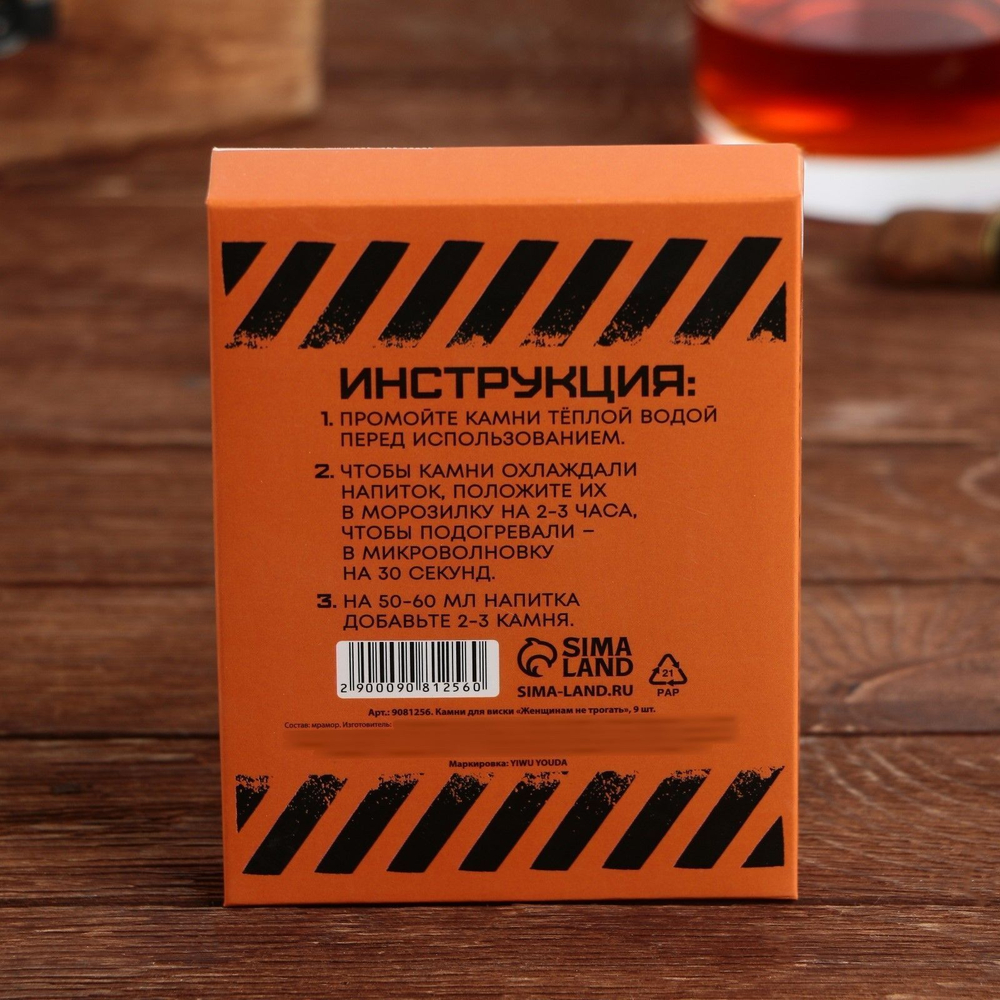 ИНСТРУКЦИЯ:
1. ПРОМОЙТЕ КАМНИ ТЁПЛОЙ ВОДОЙ
ПЕРЕД ИСПОЛЬЗОВАНИЕМ.
2. ЧТОБЫ КАМНИ ОХЛАЖДАЛИ
НАПИТОК, ПОЛОЖИТЕ ИХ
В МОРОЗИЛКУ НА 2-3 ЧАСА,
ЧТОБЫ ПОДОГРЕВАЛИ –
В МИКРОВОЛНОВКУ
НА 30 СЕКУНД.
3. НА 50-60 МЛ НАПИТКА
ДОБАВЬТЕ 2-3 КАМНЯ.
2 900090 812560
SIMA
LAND
SIMA-LAND.RU
21
PAP
Арт.: 9081256. Камни для виски «Женщинам не трогать», 9 шт.
Состав: мрамор. Изготовитель:
Маркировка: YIWU YOUDA